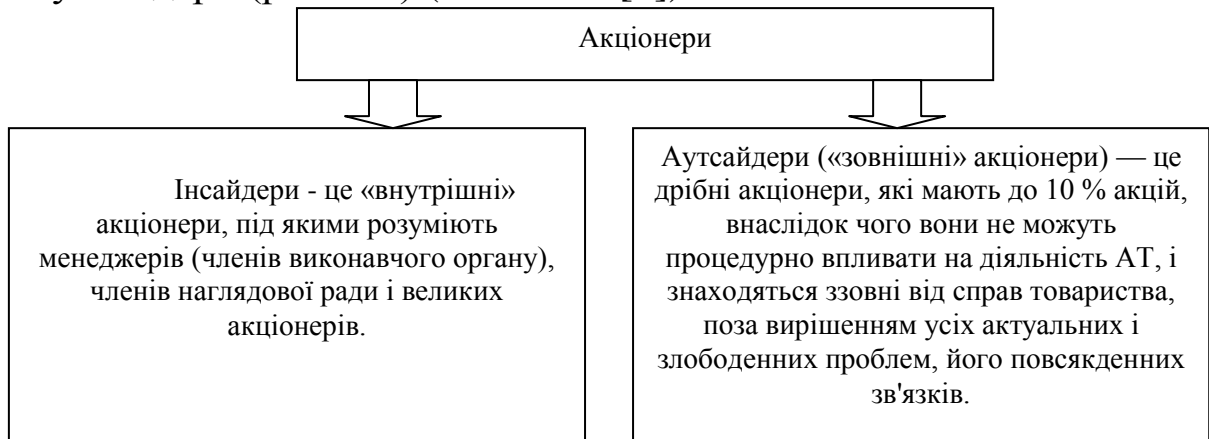 Акціонери
Інсайдери - це «внутрішні»
акціонери, під якими розуміють
менеджерів (членів виконавчого органу),
членів наглядової ради і великих
акціонерів.
Аутсайдери («зовнішні» акціонери) — це
дрібні акціонери, які мають до 10 % акцій,
внаслідок чого вони не можуть
процедурно впливати на діяльність АТ, і
знаходяться ззовні від справ товариства,
поза вирішенням усіх актуальних і
злободенних проблем, його повсякденних
зв'язків.